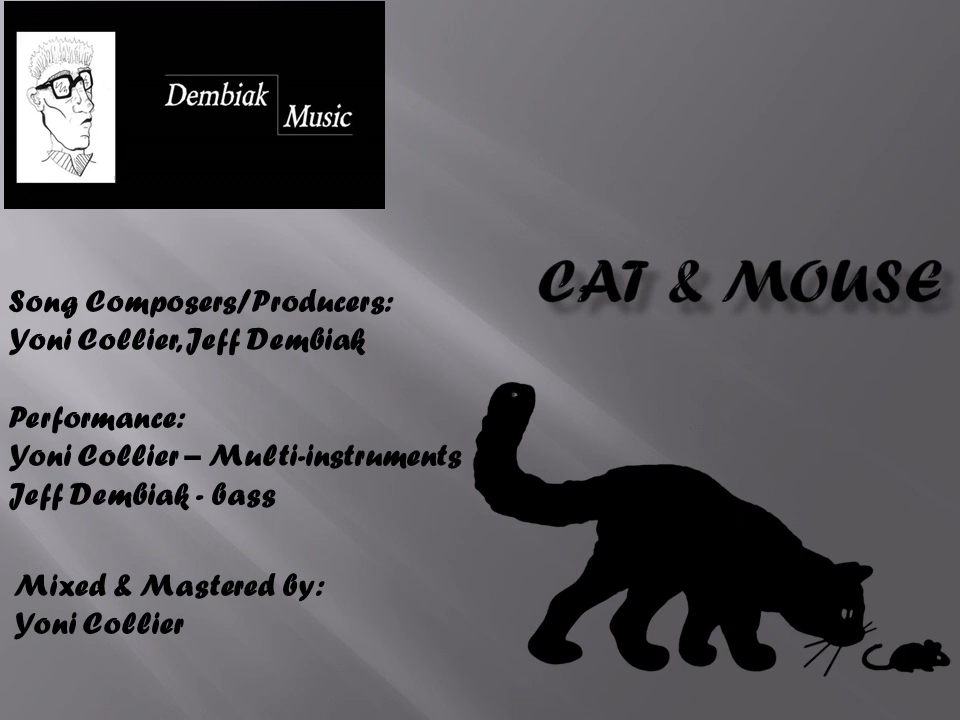 Dembiak
Music
CAT & MOUSE
Song Composers/Producers:
Yoni Collier, Jeff Dembiak
Performance:
Yoni Collier – Multi-instruments
Jeff Dembiak - bass
Mixed & Mastered by:
Yoni Collier